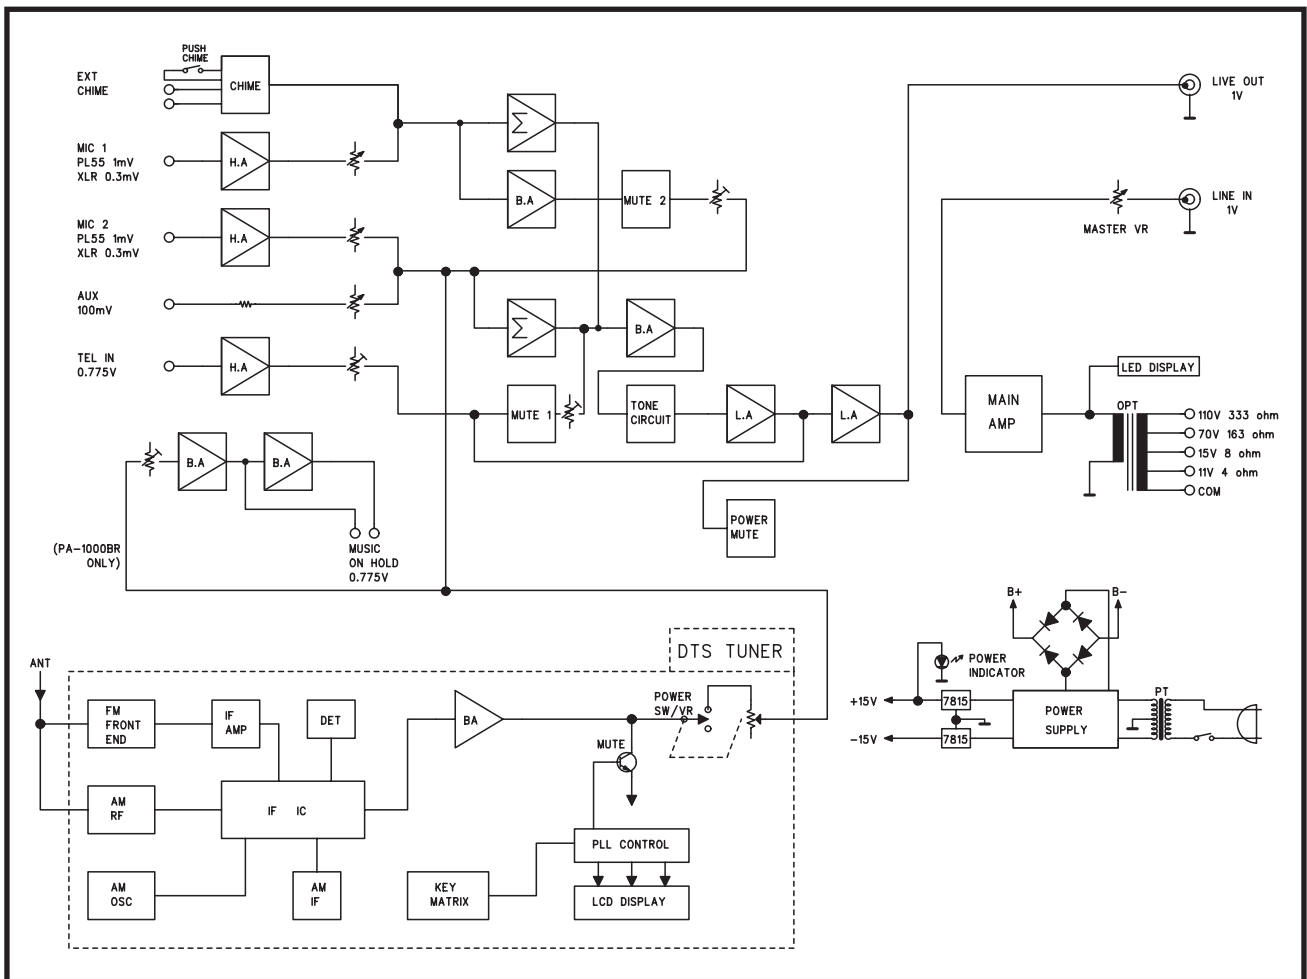 PUSH
CHIME
EXT
CHIME
CHIME
LIVE OUT
1V
MIC 1
PL55 1mV
XLR 0.3mV
H.A
Σ
B.A
MUTE 2
LINE IN
1V
MASTER VR
MIC 2
PL55 1mV
XLR 0.3mV
H.A
AUX
100mV
Σ
B.A
TEL IN
0.775V
H.A
LED DISPLAY
MUTE 1
TONE
CIRCUIT
L.A
L.A
MAIN
AMP
OPT
110V 333 ohm
70V 163 ohm
15V 8 ohm
11V 4 ohm
COM
B.A
B.A
POWER
MUTE
(PA-1000BR
ONLY)
MUSIC
ON HOLD
0.775V
B+
B-
DTS TUNER
POWER
INDICATOR
ANT
+15V
7815
POWER
SUPPLY
PT
-15V
7815
FM
FRONT
END
IF
AMP
DET
BA
POWER
SW/VR
MUTE
AM
RF
IF IC
PLL CONTROL
AM
OSC
AM
IF
KEY
MATRIX
LCD DISPLAY